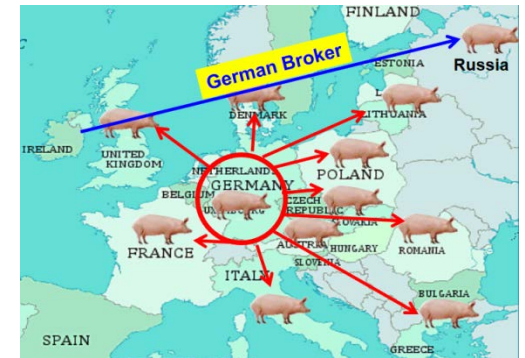 FINLAND
German Broker
Russia
ESTONIA
LITHUANIA
DENMARK
IRELAND
UNITED
KINGDOM
NETHERLANDS
GERMANY
POLAND
BELGIUM
CZECH
REPUBLIC
SLOVAKIA
FRANCE
AUSTRIA
HUNGARY
ROMANIA
SLOVENIA
ITALY
BULGARIA
SPAIN
GREECE